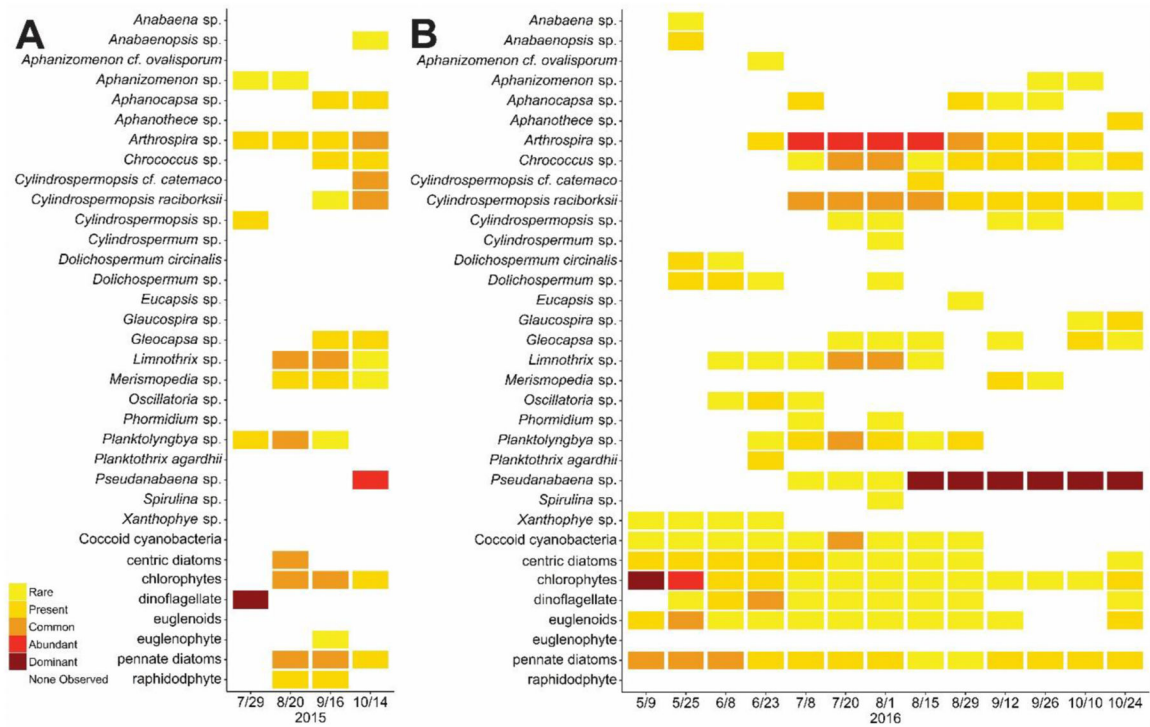 A
Anabaena sp.
Anabaenopsis sp.
Aphanizomenon cf. ovalisporum
Aphanizomenon sp.
Aphanocapsa sp.
Aphanothece sp.
Arthrospira sp.
Chrococcus sp.
Cylindrospermopsis cf. catemaco
Cylindrospermopsis raciborksii
Cylindrospermopsis sp.
Cylindrospermum sp.
Dolichospermum circinalis
Dolichospermum sp.
Eucapsis sp.
Glaucospira sp.
Gleocapsa sp.
Limnothrix sp.
Merismopedia sp.
Oscillatoria sp.
Phormidium sp.
Planktolyngbya sp.
Planktothrix agardhii
Pseudanabaena sp.
Spirulina sp.
Xanthophye sp.
Coccoid cyanobacteria
centric diatoms
chlorophytes
dinoflagellate
euglenoids
euglenophyte
pennate diatoms
raphidodphyte
Rare
Present
Common
Abundant
Dominant
None Observed
7/29 8/20 9/16 10/14
2015
B
Anabaena sp.
Anabaenopsis sp.
Aphanizomenon cf. ovalisporum
Aphanizomenon sp.
Aphanocapsa sp.
Aphanothece sp.
Arthrospira sp.
Chrococcus sp.
Cylindrospermopsis cf. catemaco
Cylindrospermopsis raciborksii
Cylindrospermopsis sp.
Cylindrospermum sp.
Dolichospermum circinalis
Dolichospermum sp.
Eucapsis sp.
Glaucospira sp.
Gleocapsa sp.
Limnothrix sp.
Merismopedia sp.
Oscillatoria sp.
Phormidium sp.
Planktolyngbya sp.
Planktothrix agardhii
Pseudanabaena sp.
Spirulina sp.
Xanthophye sp.
Coccoid cyanobacteria
centric diatoms
chlorophytes
dinoflagellate
euglenoids
euglenophyte
pennate diatoms
raphidodphyte
5/9 5/25 6/8 6/23 7/8 7/20 8/1 8/15 8/29 9/12 9/26 10/10 10/24
2016